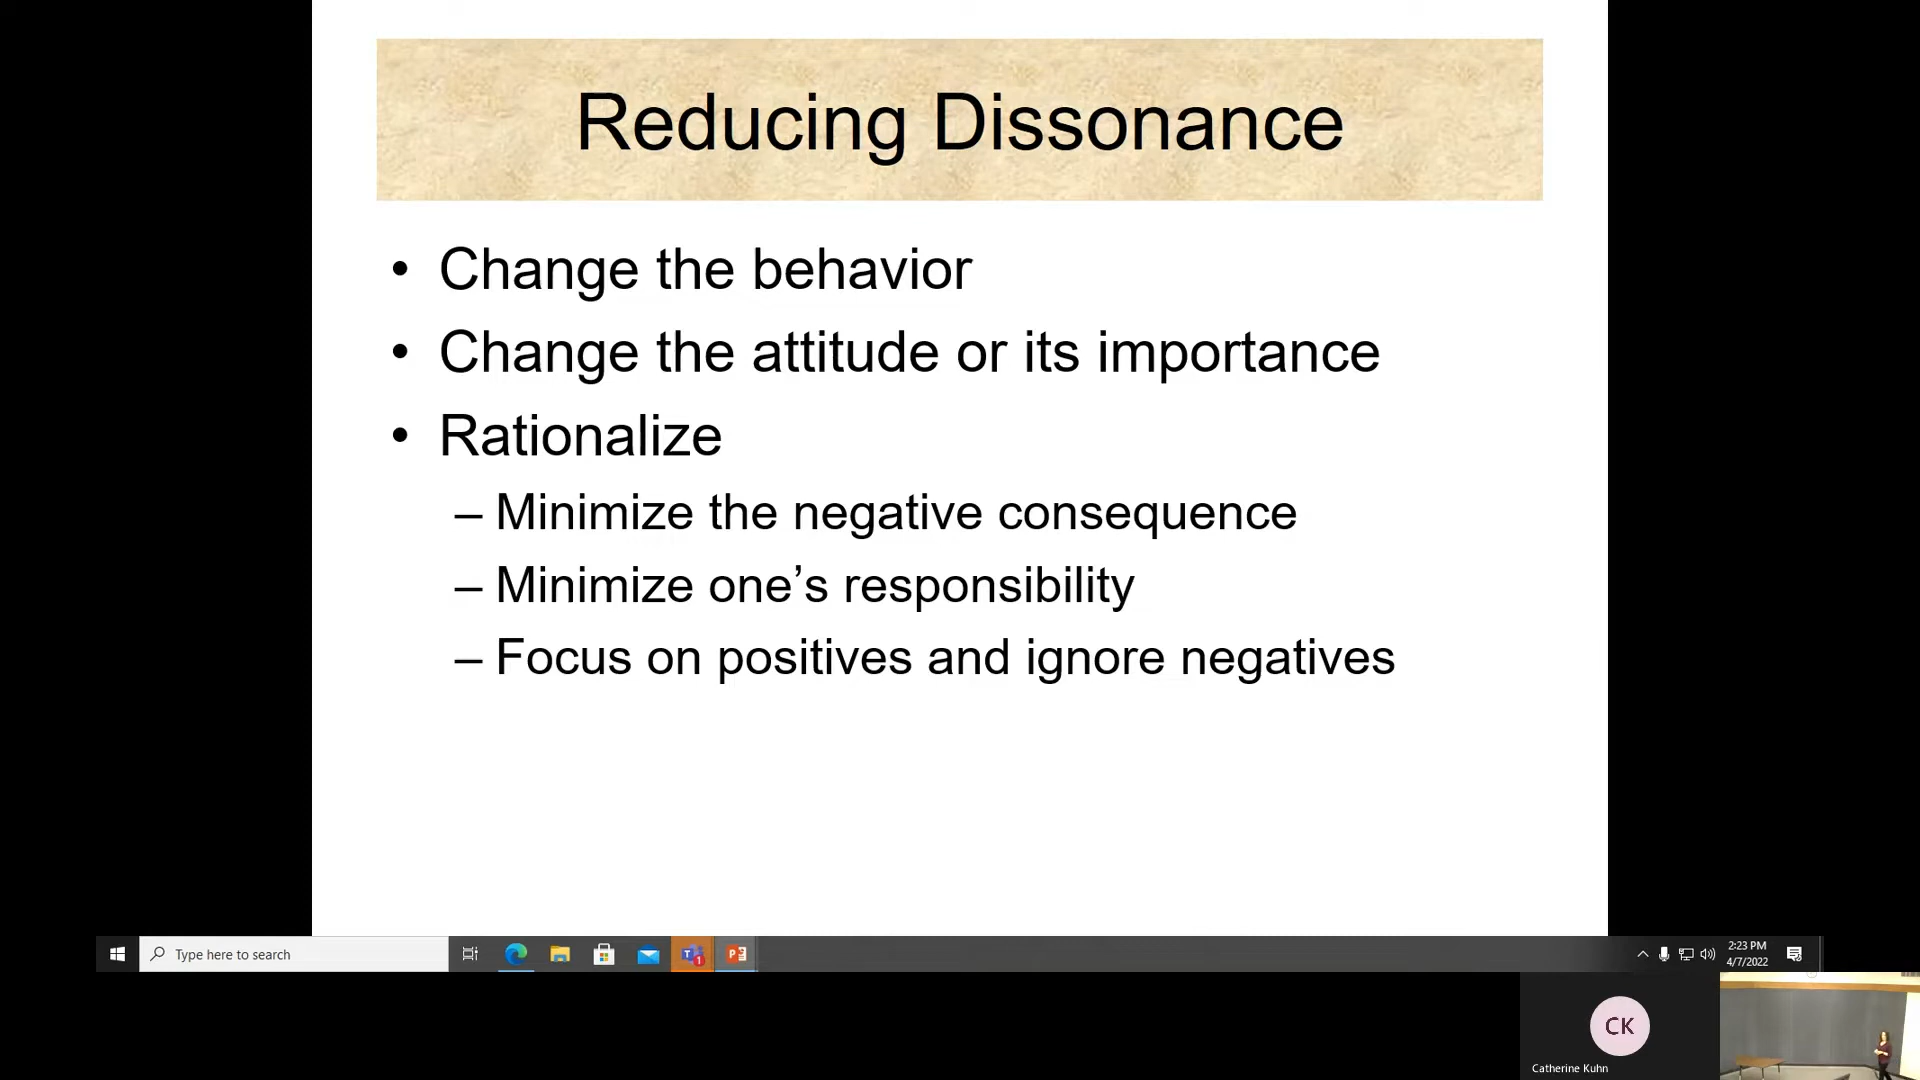 Reducing Dissonance
• Change the behavior
• Change the attitude or its importance
• Rationalize
– Minimize the negative consequence
– Minimize one’s responsibility
– Focus on positives and ignore negatives
Type here to search
2:23 PM
4/7/2022
CK
Catherine Kuhn